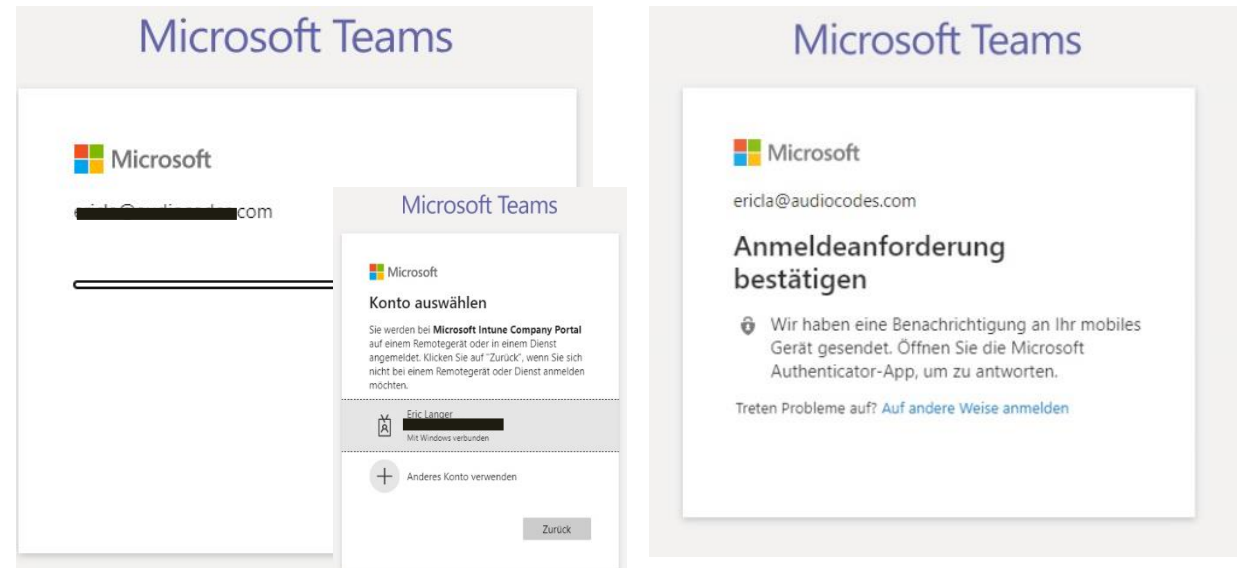 Microsoft Teams
Microsoft
com
Microsoft Teams
Microsoft
Konto auswählen
Sie werden bei Microsoft Intune Company Portal
auf einem Remotegerät oder in einem Dienst
angemeldet. Klicken Sie auf "Zurück", wenn Sie sich
nicht bei einem Remotegerät oder Dienst anmelden
möchten.
Eric Langer
Mit Windows verbunden
Anderes Konto verwenden
Zurück
Microsoft Teams
Microsoft
ericla@audiocodes.com
Anmeldeanforderung
bestätigen
Wir haben eine Benachrichtigung an Ihr mobiles
Gerät gesendet. Öffnen Sie die Microsoft
Authenticator-App, um zu antworten.
Treten Probleme auf? Auf andere Weise anmelden